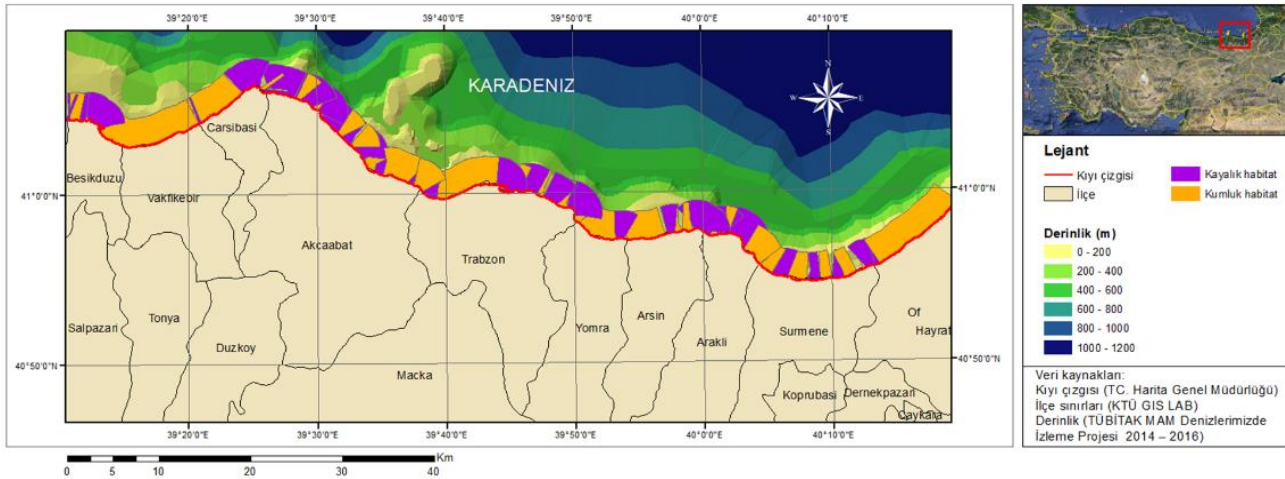 39°20'0"E 39°30'0"E 39°40'0"E 39°50'0"E 40°0'0"E 40°10'0"E
KARADENIZ
N
W E
S
Carsibasi
Besikduzu
41°0'0"N 41°0'0"N
Vakfikebir
Akcaabat
Trabzon
Salpazari
Tonya
Duzkoy
Yomra
Arsin
Arakli
Surmene
Of
Hayrat
40°50'0"N 40°50'0"N
Macka
Koprubasi
Dernekpazari
Caykara
39°20'0"E 39°30'0"E 39°40'0"E 39°50'0"E 40°0'0"E 40°10'0"E
Km
0 5 10 20 30 40
Lejant
Kıyı çizgisi
Kayalık habitat
İlçe
Kumluk habitat
Derinlik (m)
0 - 200
200 - 400
400 - 600
600 - 800
800 - 1000
1000 - 1200
Veri kaynakları:
Kıyı çizgısı (TC. Harita Genel Müdürlüğü)
İlçe sınırları (KTÜ GIS LAB)
Derinlik (TÜBİTAK MAM Denizlerimizde
İzleme Projesi 2014 – 2016)